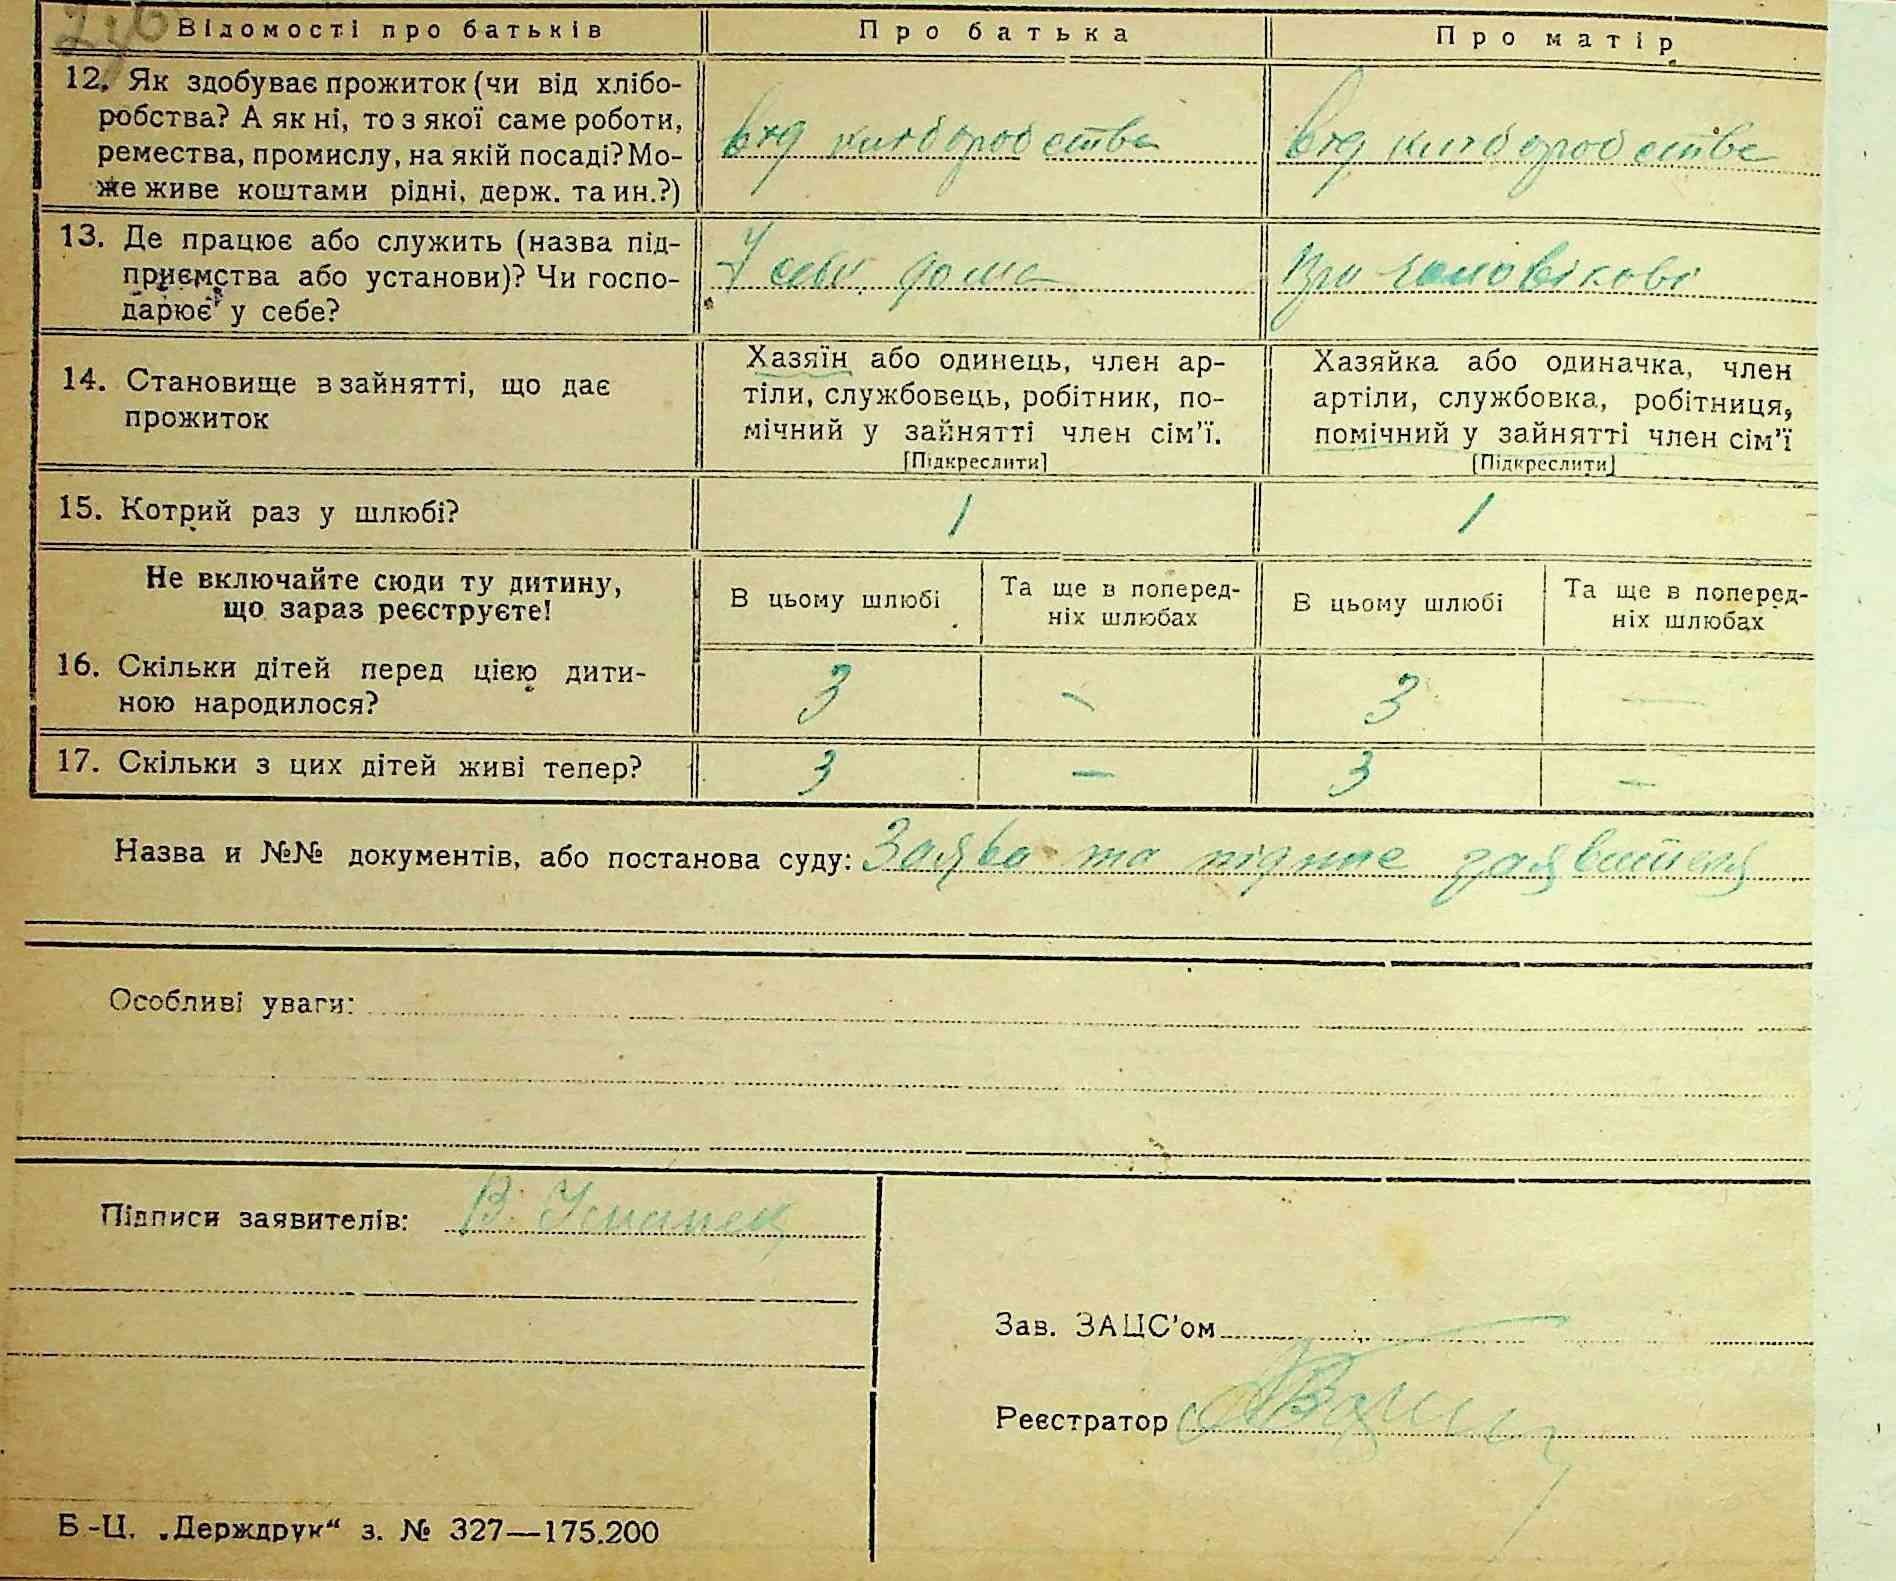 Відомості про батьків Про батька Про матір
12. Як здобуває прожиток (чи від хлібо-
робства? А як ні, то з якої саме роботи,
ремества, промислу, на якій посаді? Мо-
же живе коштами рідні, держ. та ин.?)
від хліборобства від хліборобства
13. Де працює або служить (назва під-
приємства або установи)? Чи госпо-
дарює у себе?
У себе дома при чоловікові
14. Становище в зайнятті, що дає
прожиток
Хазяїн або одинець, член ар-
тіли, службовець, робітник, по-
мічний у зайнятті член сім'ї.
[Підкреслити]
Хазяйка або одиначка, член
артіли, службовка, робітниця,
помічний у зайнятті член сім'ї
[Підкреслити]
15. Котрий раз у шлюбі? 1 1
Не включайте сюди ту дитину,
що зараз реєструєте!
В цьому шлюбі
Та ще в поперед-
ніх шлюбах
В цьому шлюбі
Та ще в поперед-
ніх шлюбах
16. Скільки дітей перед цією дити-
ною народилося?
3 – 3 –
17. Скільки з цих дітей живі тепер? 3 – 3 –
Назва и №№ документів, або постанова суду: Заява та підпис заявителя
Особливі уваги:
Підписи заявителів: В.
Зав. ЗАЦС'ом
Реєстратор
Б-Ц. „Держдрук“ з. № 327—175.200